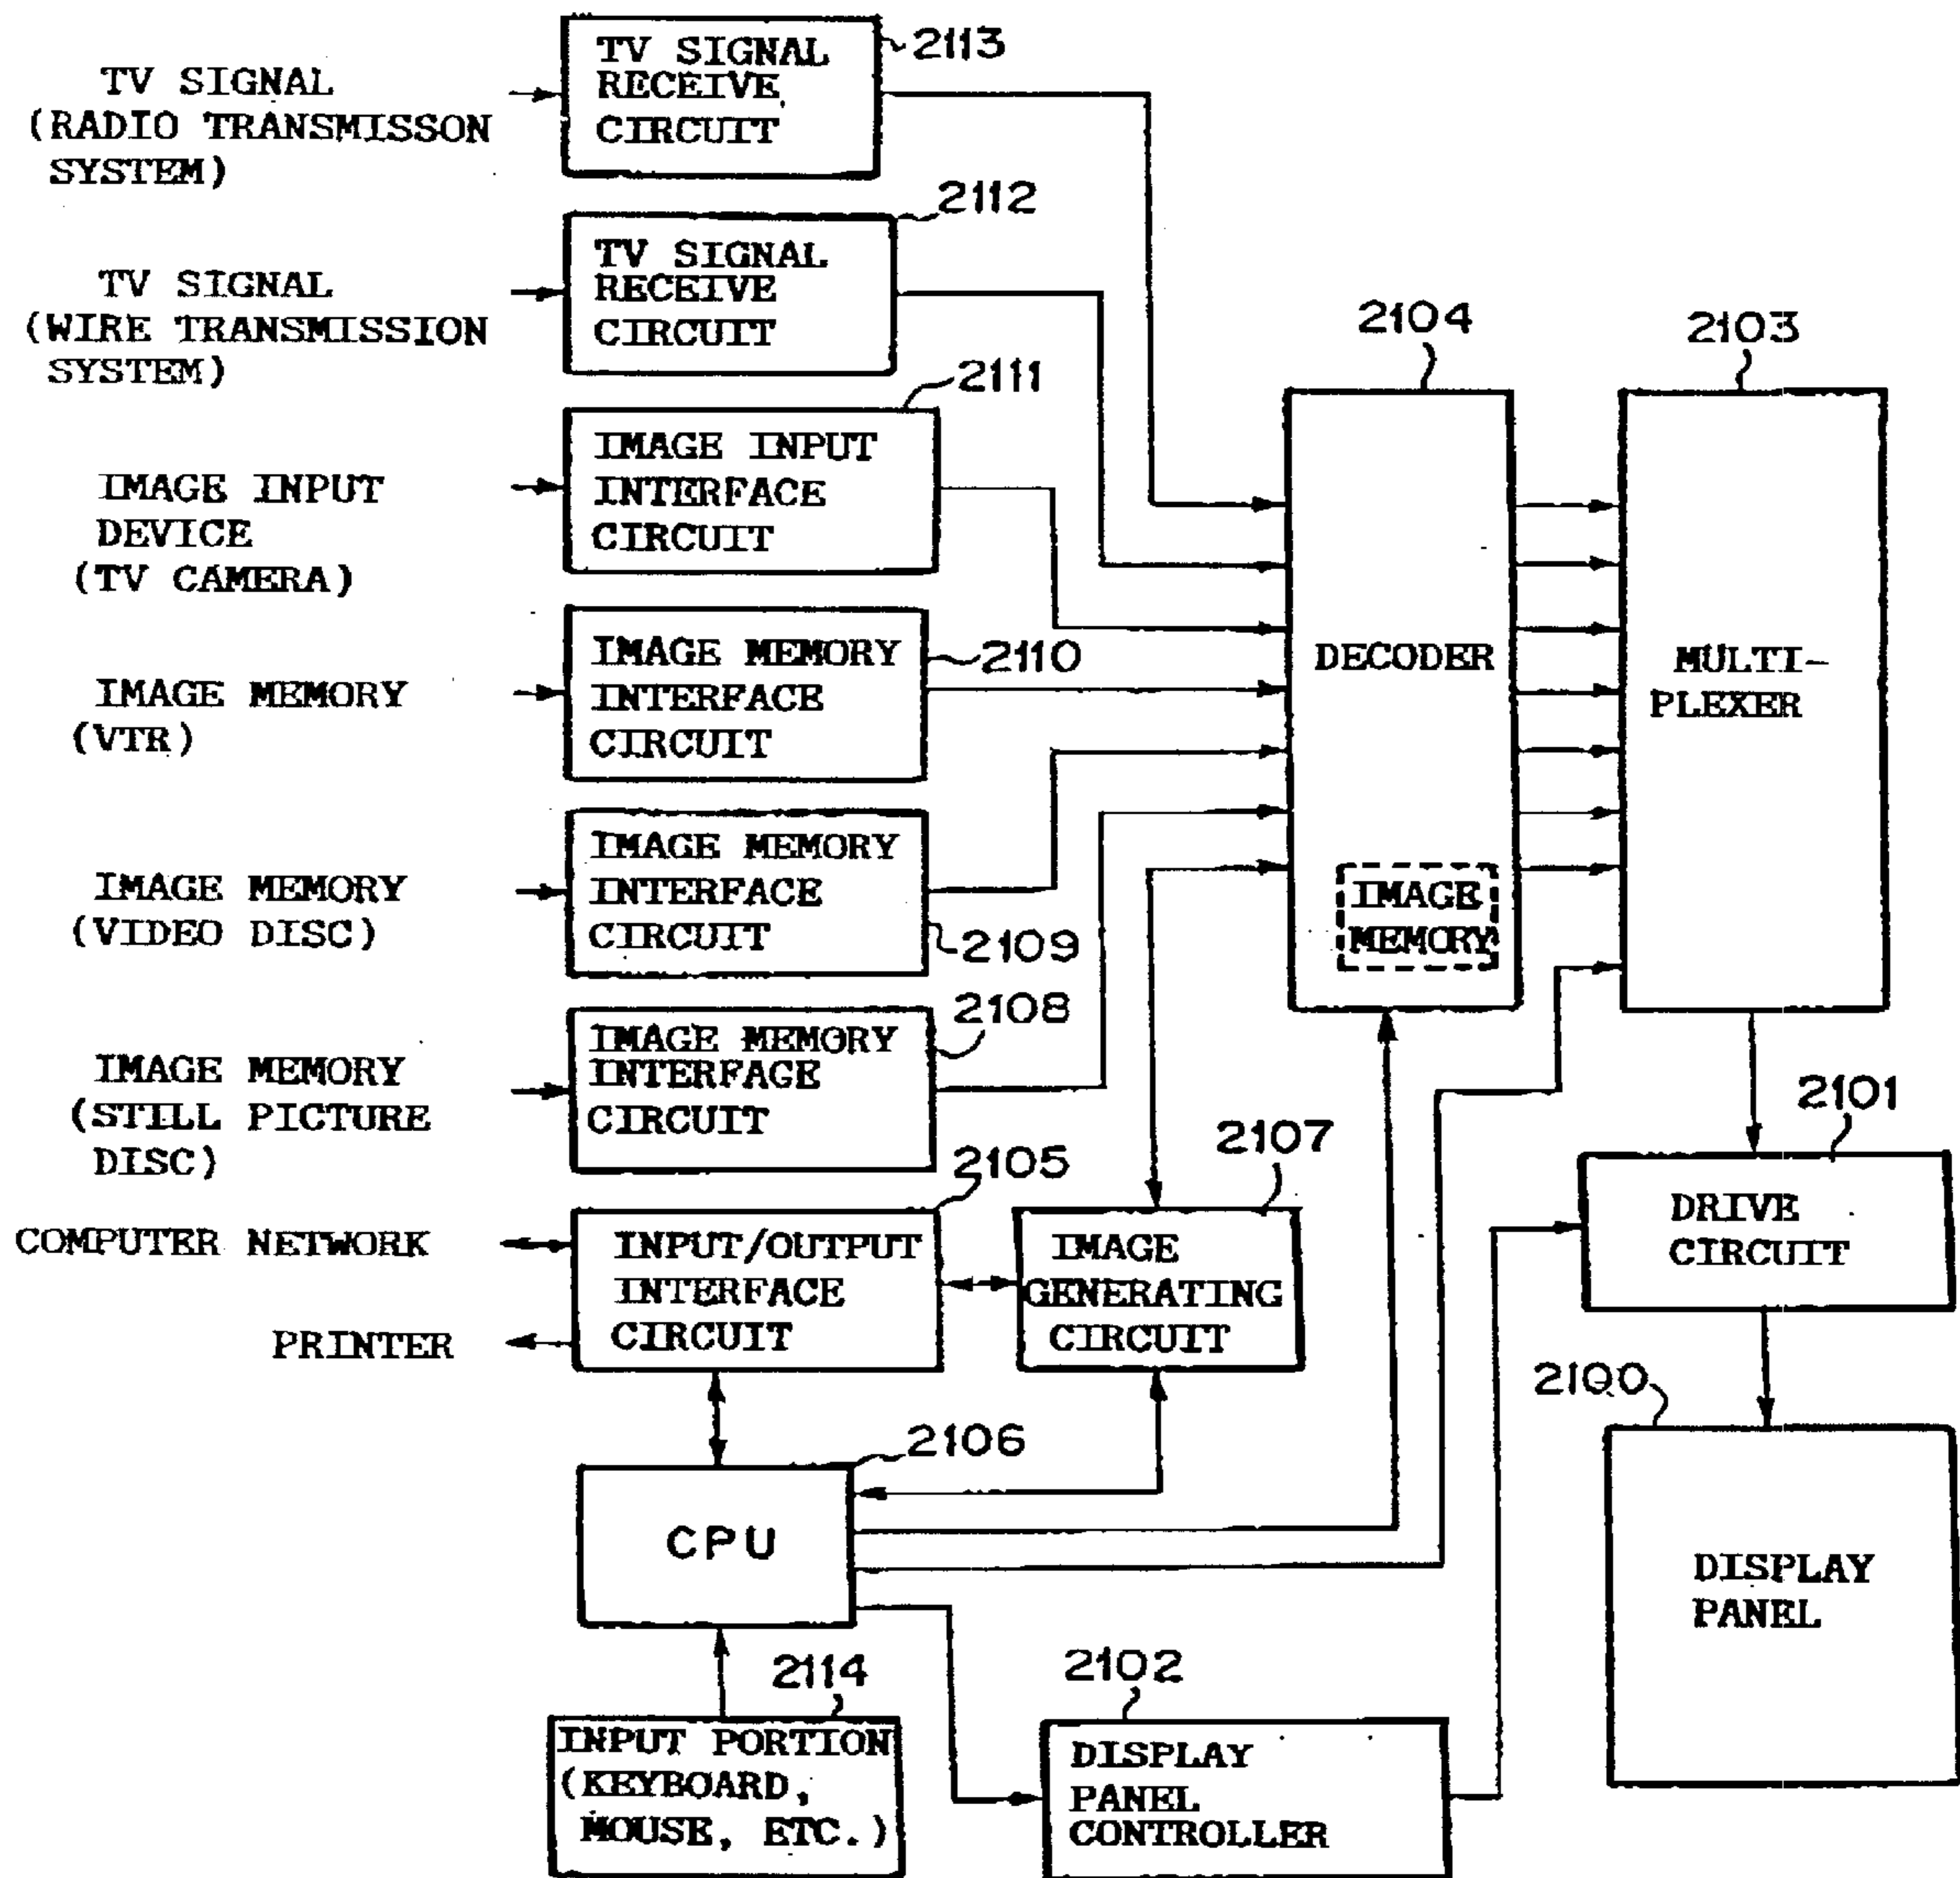 TV SIGNAL
(RADIO TRANSMISSON
SYSTEM)
TV SIGNAL
RECEIVE
CIRCUIT
2113
TV SIGNAL
(WIRE TRANSMISSION
SYSTEM)
TV SIGNAL
RECEIVE
CIRCUIT
2112
IMAGE INPUT
DEVICE
(TV CAMERA)
IMAGE INPUT
INTERFACE
CIRCUIT
2111
IMAGE MEMORY
(VTR)
IMAGE MEMORY
INTERFACE
CIRCUIT
2110
IMAGE MEMORY
(VIDEO DISC)
IMAGE MEMORY
INTERFACE
CIRCUIT
2109
IMAGE MEMORY
(STILL PICTURE
DISC)
IMAGE MEMORY
INTERFAGE
CIRCUIT
2108
2104
DECODER
IMAGE
MEMORY
2103
MULTI-
PLEXER
COMPUTER NETWORK
PRINTER
2105
INPUT/OUTPUT
INTERFACE
CIRCUIT
2107
IMAGE
GENERATING
CIRCUIT
2101
DRIVE
CIRCUIT
2100
DISPLAY
PANEL
2106
CPU
2114
INPUT PORTION
(KEYBOARD,
MOUSE, ETC.)
2102
DISPLAY
PANEL
CONTROLLER